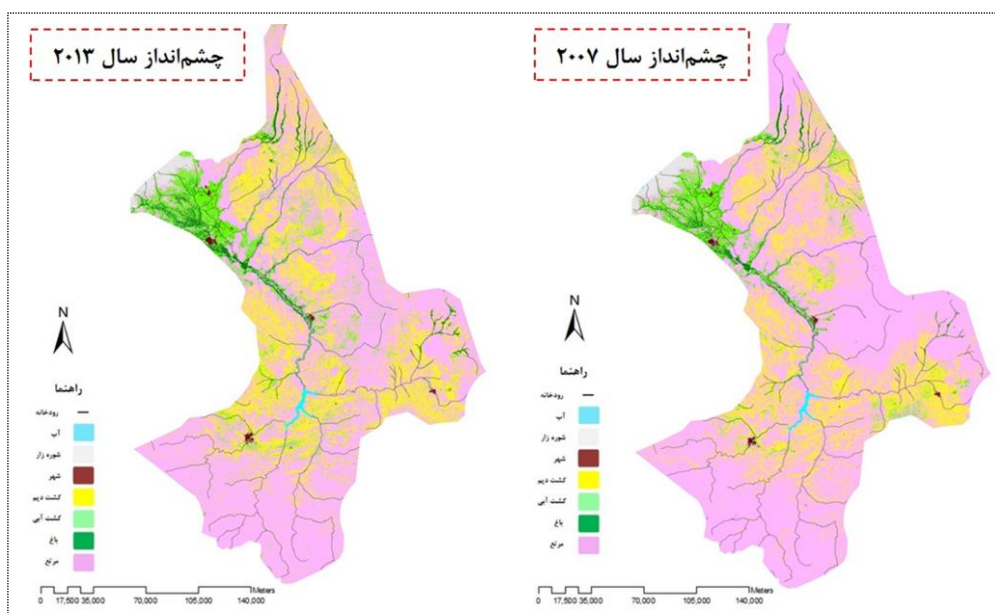 چشم‌انداز سال ۲۰۱۳
N
راهنما
رودخانه
آب
شوره زار
شهر
کشت دیم
کشت آبی
باغ
مرتع
Meters
0 17,500 35,000 70,000 105,000 140,000
چشم‌انداز سال ۲۰۰۷
N
راهنما
رودخانه
آب
شوره زار
شهر
کشت دیم
کشت آبی
باغ
مرتع
Meters
0 17,500 35,000 70,000 105,000 140,000